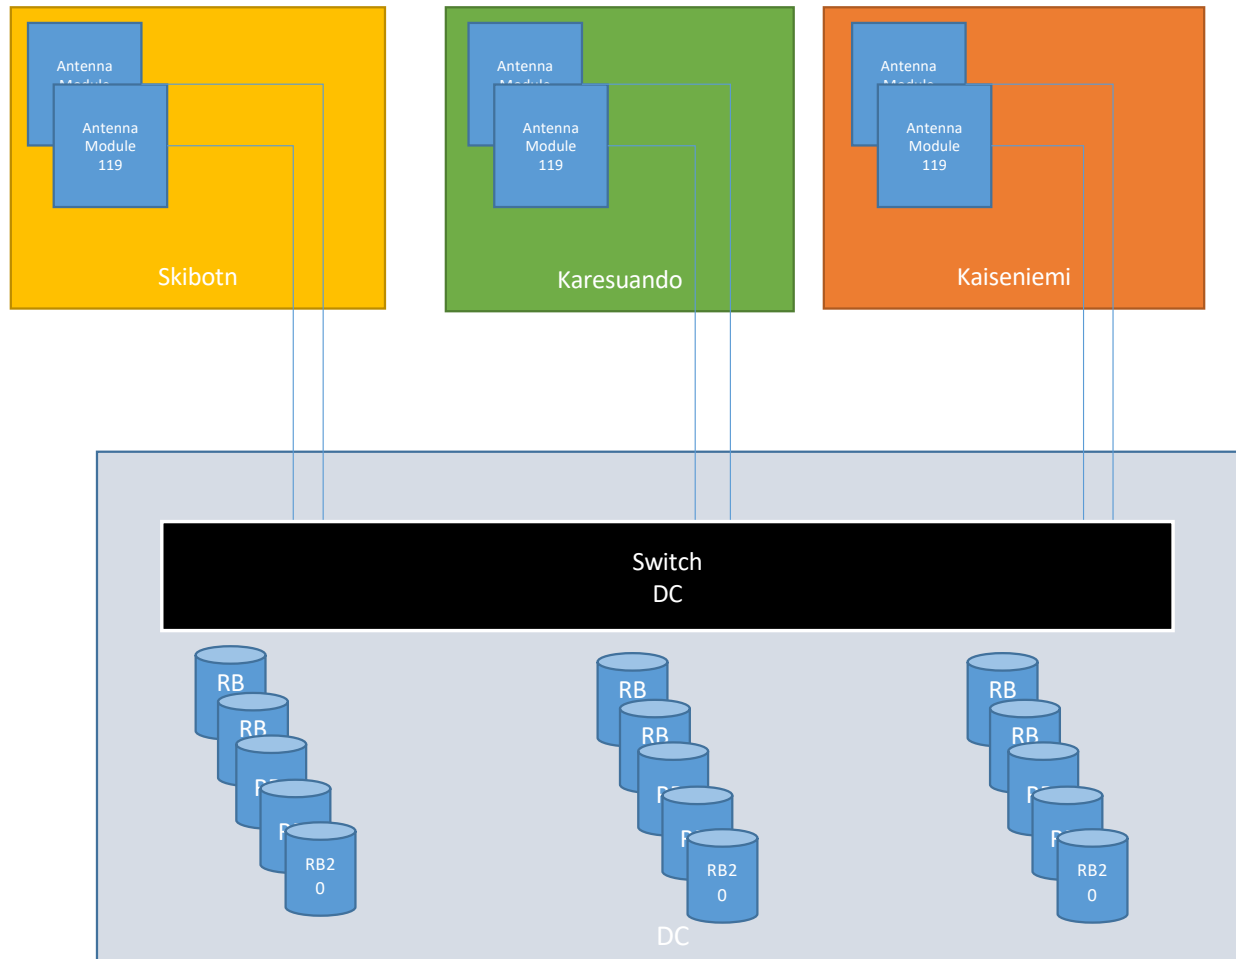 Antenna
Antenna
Module
119
Skibotn
Antenna
Antenna
Module
119
Karesuando
Antenna
Antenna
Module
119
Kaiseniemi
Switch
DC
RB
RB
RB2
0
RB
RB
RB2
0
RB
RB
RB2
0
DC